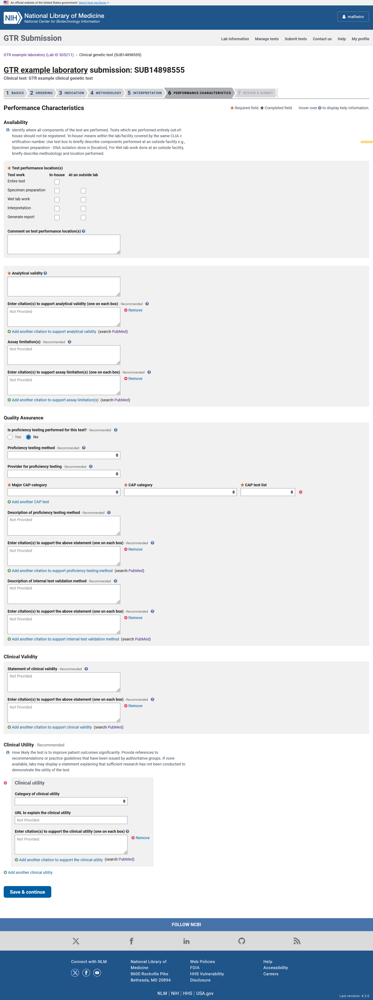 An official website of the United States government Here's how you know
NIH National Library of Medicine
National Center for Biotechnology Information
malheiro
GTR Submission
Lab information Manage tests Submit tests Contact us Help My profile
GTR example laboratory (Lab ID 505211) › Clinical genetic test (SUB14898555)
GTR example laboratory submission: SUB14898555
Clinical test: GTR example clinical genetic test
1 BASICS 2 ORDERING 3 INDICATION 4 METHODOLOGY 5 INTERPRETATION 6 PERFORMANCE CHARACTERISTICS 7 REVIEW & SUBMIT
Performance Characteristics
* Required field. * Completed field. Hover over ? to display help information.
Availability
Identify where all components of the test are performed. Tests which are performed entirely out-of-
house should not be registered. 'In-house' means within the lab/facility covered by the same CLIA c
ertification number. Use text box to briefly describe components performed at an outside facility e.g.,
Specimen preparation - DNA isolation done in [location]. For Wet lab work done at an outside facility,
briefly describe methodology and location performed.
* Test performance location(s)
Test work In-house At an outside lab
Entire test
Specimen preparation
Wet lab work
Interpretation
Generate report
Comment on test performance location(s) ?
* Analytical validity ?
Enter citation(s) to support analytical validity (one on each box) - Recommended ?
Not Provided
Remove
Add another citation to support analytical validity (search PubMed)
Assay limitation(s) - Recommended ?
Not Provided
Enter citation(s) to support assay limitation(s) (one on each box) - Recommended ?
Not Provided
Remove
Add another citation to support assay limitation(s) (search PubMed)
Quality Assurance
Is proficiency testing performed for this test? - Recommended ?
Yes No
Proficiency testing method - Recommended ?
Provider for proficiency testing - Recommended ?
* Major CAP category * CAP category * CAP test list
Add another CAP test
Description of proficiency testing method - Recommended ?
Not Provided
Enter citation(s) to support the above statement (one on each box) - Recommended ?
Not Provided
Remove
Add another citation to support proficiency testing method (search PubMed)
Description of internal test validation method - Recommended ?
Not Provided
Enter citation(s) to support the above statement (one on each box) - Recommended ?
Not Provided
Remove
Add another citation to support internal test validation method (search PubMed)
Clinical Validity
Statement of clinical validity - Recommended ?
Not Provided
Enter citation(s) to support the above statement (one on each box) - Recommended ?
Not Provided
Remove
Add another citation to support clinical validity (search PubMed)
Clinical Utility - Recommended
How likely the test is to improve patient outcomes significantly. Provide references to
recommendations or practice guidelines that have been issued by authoritative groups. If none
available, labs may display a statement explaining that sufficient research has not been conducted to
demonstrate the utility of the test.
Clinical utility
Category of clinical utility
URL to explain the clinical utility
Not Provided
Enter citation(s) to support the clinical utility (one on each box) ?
Not Provided
Remove
Add another citation to support the clinical utility (search PubMed)
Add another clinical utility
Save & continue
FOLLOW NCBI
Connect with NLM
National Library of
Medicine
8600 Rockville Pike
Bethesda, MD 20894
Web Policies
FOIA
HHS Vulnerability
Disclosure
Help
Accessibility
Careers
NLM | NIH | HHS | USA.gov
Last revision: 4.3.0